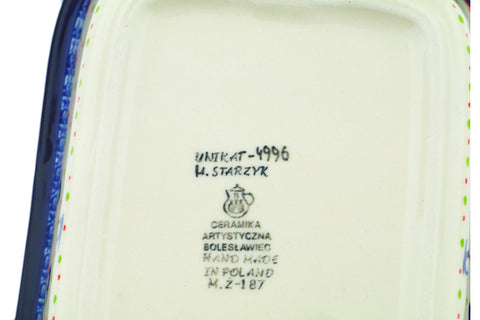 UNIKAT-4996
M. STARZYK
CERAMIKA
ARTYSTYCZNA
BOLESŁAWIEC
HAND MADE
IN POLAND
M. Z-187